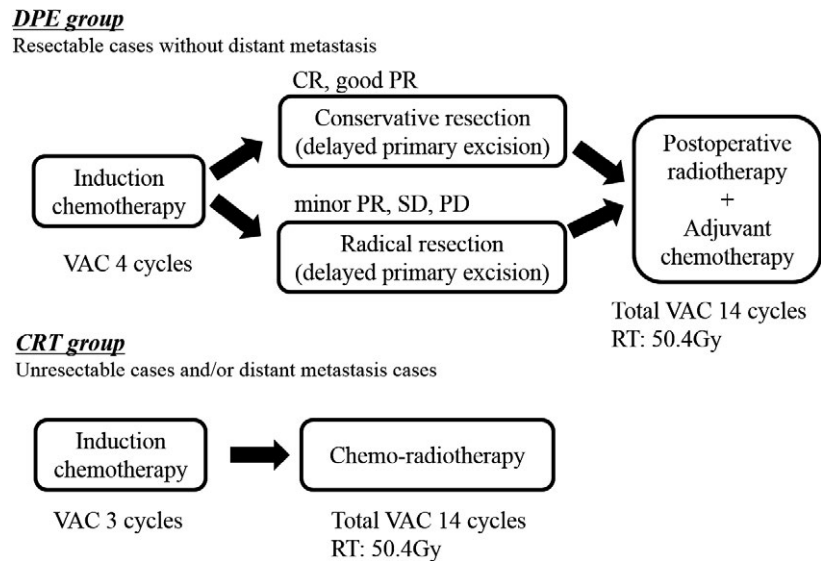 DPE group
Resectable cases without distant metastasis
CR, good PR
Conservative resection
(delayed primary excision)
Induction
chemotherapy
VAC 4 cycles
minor PR, SD, PD
Radical resection
(delayed primary excision)
Postoperative
radiotherapy
+
Adjuvant
chemotherapy
Total VAC 14 cycles
RT: 50.4Gy
CRT group
Unresectable cases and/or distant metastasis cases
Induction
chemotherapy
VAC 3 cycles
Chemo-radiotherapy
Total VAC 14 cycles
RT: 50.4Gy